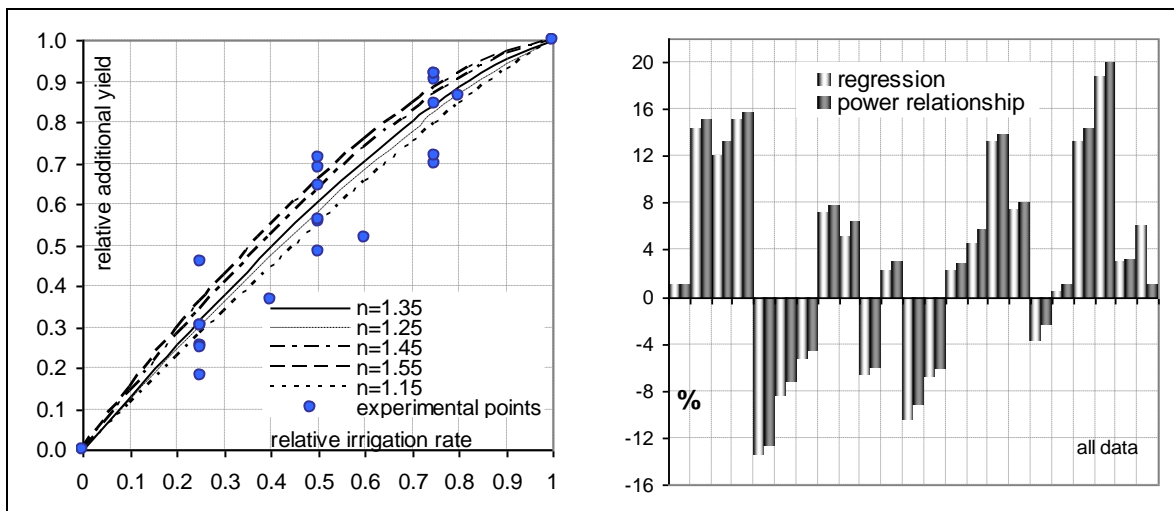 1.0
0.9
0.8
0.7
0.6
0.5
0.4
0.3
0.2
0.1
0.0
relative additional yield
n=1.35
n=1.25
n=1.45
n=1.55
n=1.15
experimental points
relative irrigation rate
0 0.1 0.2 0.3 0.4 0.5 0.6 0.7 0.8 0.9 1
20
16
12
8
4
0
-4
-8
-12
-16
regression
power relationship
%
all data